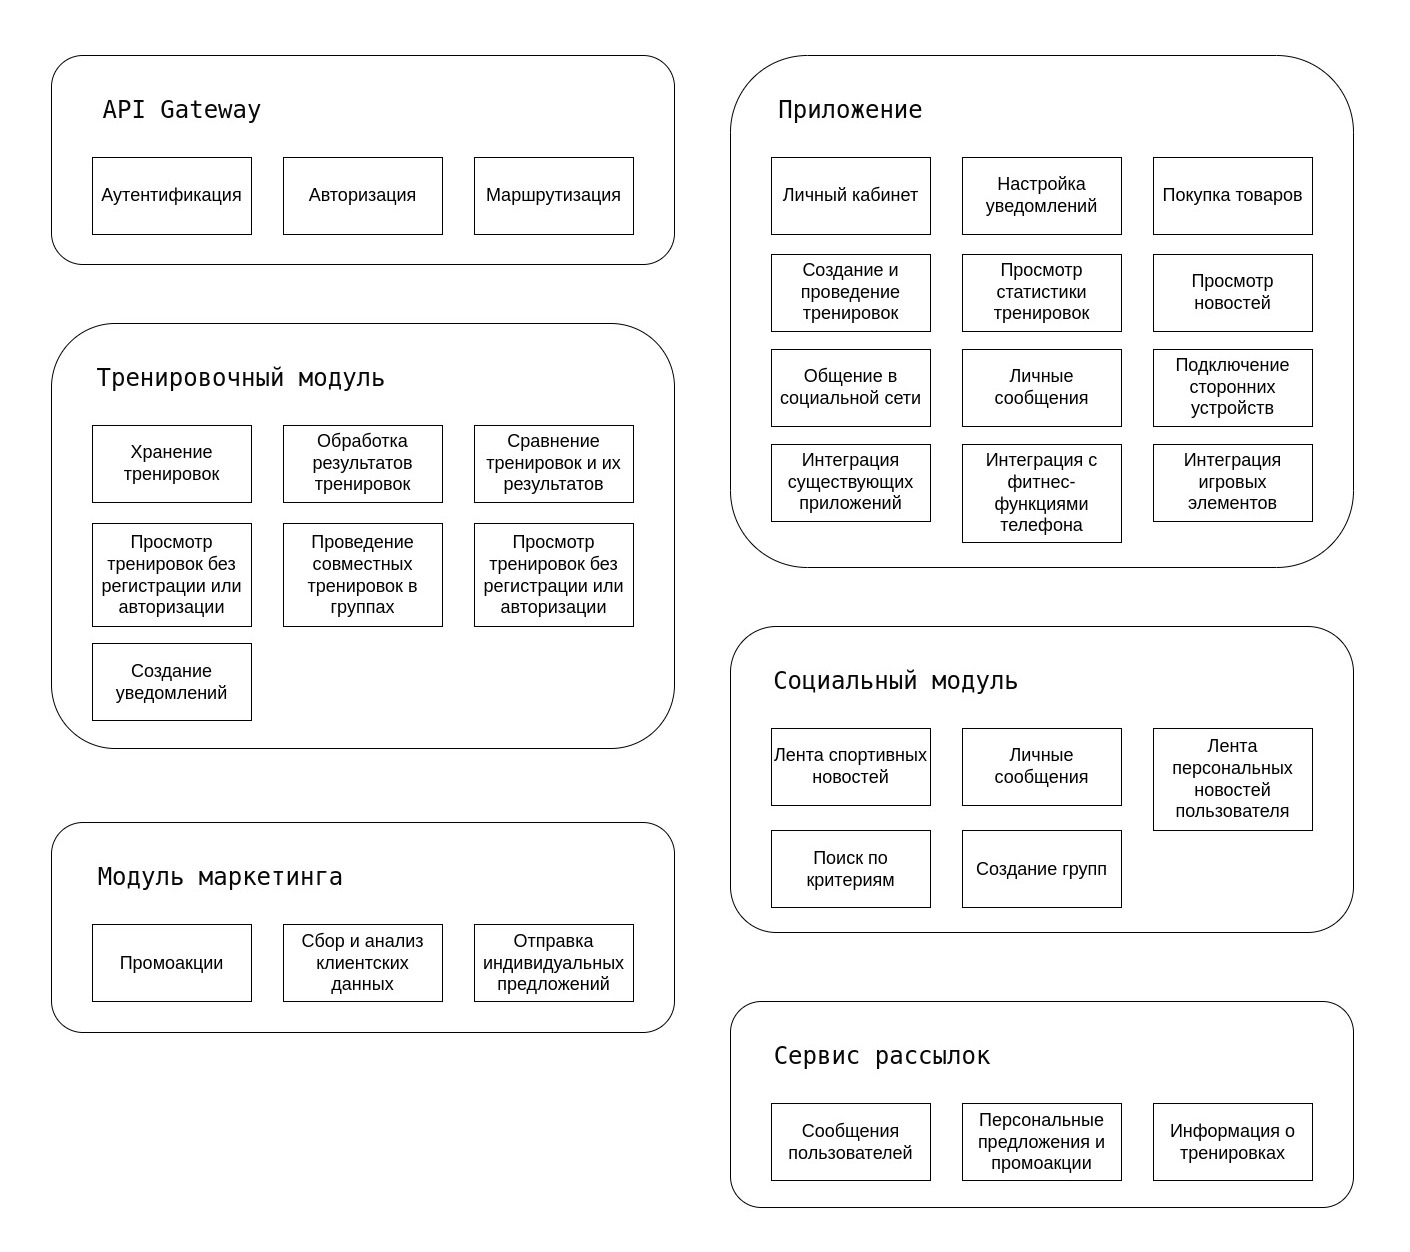 API Gateway
Аутентификация
Авторизация
Маршрутизация
Тренировочный модуль
Хранение
тренировок
Обработка
результатов
тренировок
Сравнение
тренировок и их
результатов
Просмотр
тренировок без
регистрации или
авторизации
Проведение
совместных
тренировок в
группах
Просмотр
тренировок без
регистрации или
авторизации
Создание
уведомлений
Модуль маркетинга
Промоакции
Сбор и анализ
клиентских
данных
Отправка
индивидуальных
предложений
Приложение
Личный кабинет
Настройка
уведомлений
Покупка товаров
Создание и
проведение
тренировок
Просмотр
статистики
тренировок
Просмотр
новостей
Общение в
социальной сети
Личные
сообщения
Подключение
сторонних
устройств
Интеграция
существующих
приложений
Интеграция с
фитнес-
функциями
телефона
Интеграция
игровых
элементов
Социальный модуль
Лента спортивных
новостей
Личные
сообщения
Лента
персональных
новостей
пользователя
Поиск по
критериям
Создание групп
Сервис рассылок
Сообщения
пользователей
Персональные
предложения и
промоакции
Информация о
тренировках